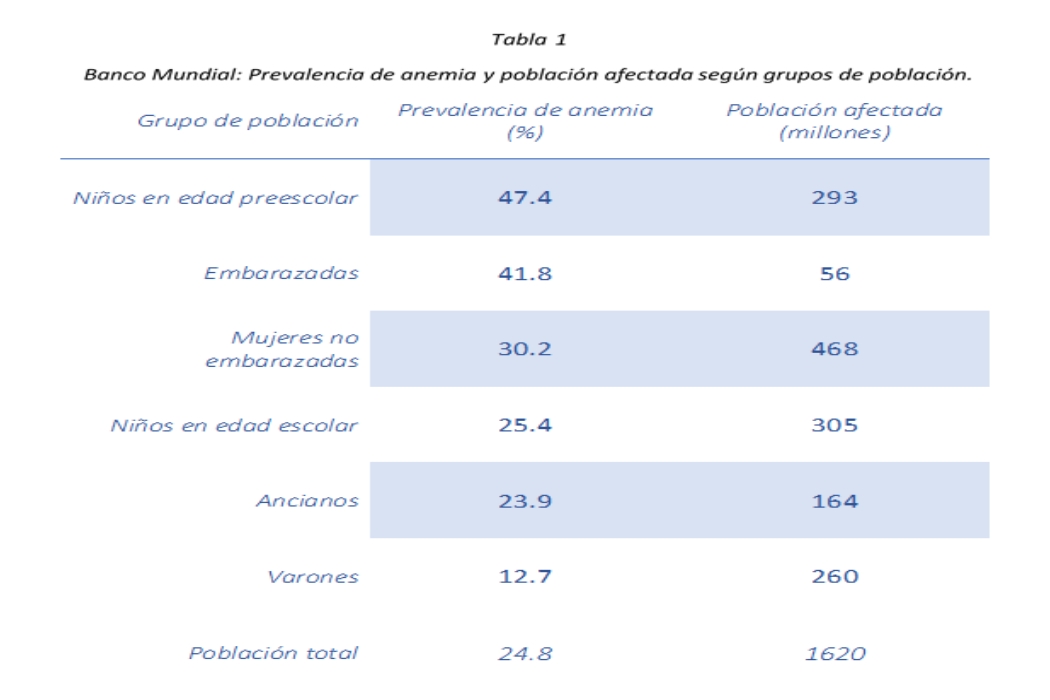 Tabla 1
Banco Mundial: Prevalencia de anemia y población afectada según grupos de población.
Grupo de población Prevalencia de anemia (%) Población afectada (millones)
Niños en edad preescolar 47.4 293
Embarazadas 41.8 56
Mujeres no embarazadas 30.2 468
Niños en edad escolar 25.4 305
Ancianos 23.9 164
Varones 12.7 260
Población total 24.8 1620